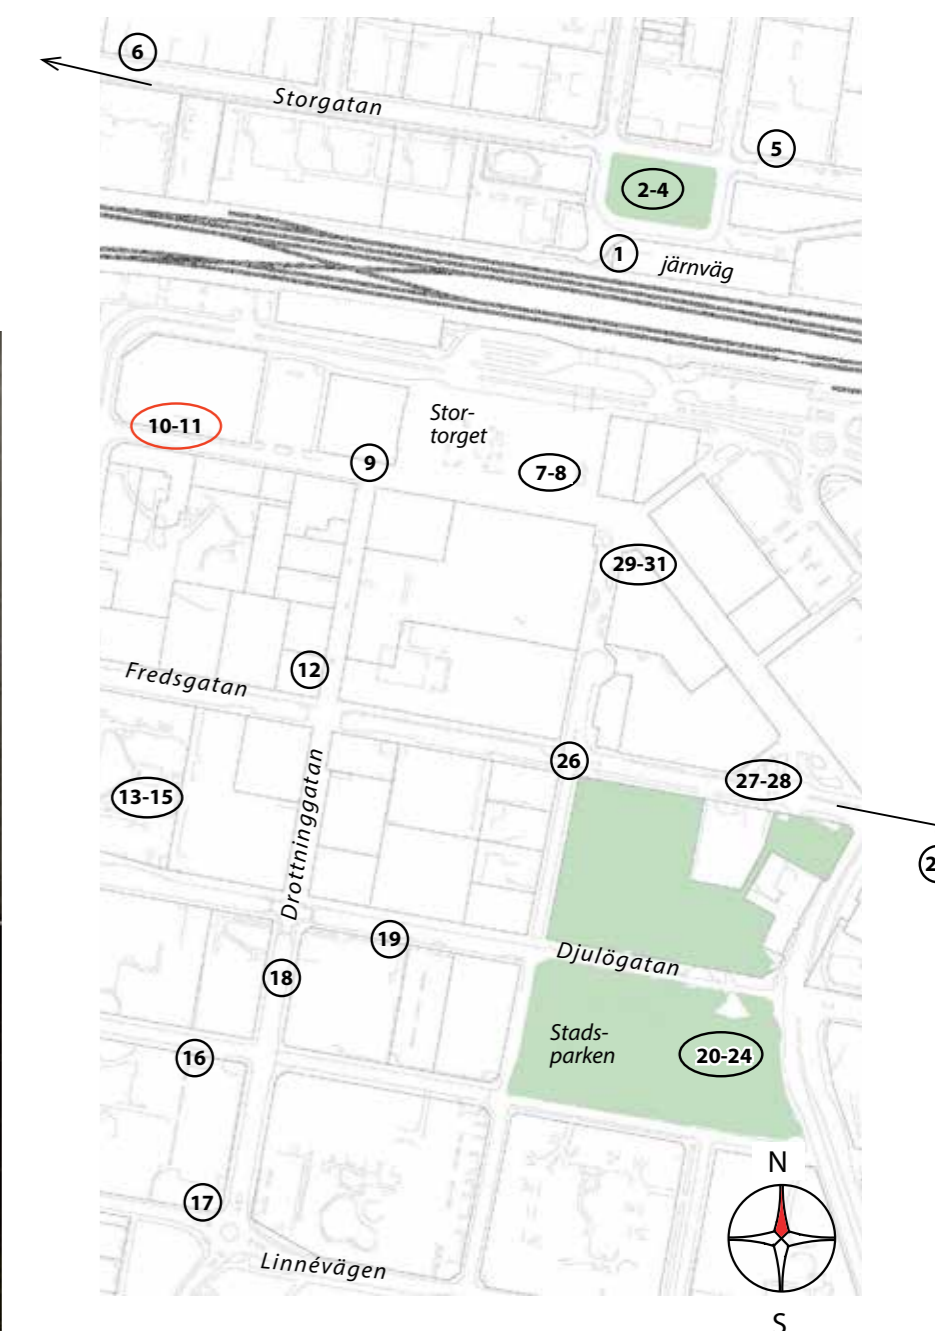 6
Storgatan
5
2-4
1
järnväg
10-11
Stor-
torget
9
7-8
29-31
12
Fredsgatan
26
27-28
13-15
Drottninggatan
19
Djulögatan
18
Stads-
parken
16
20-24
N
17
Linnévägen
S